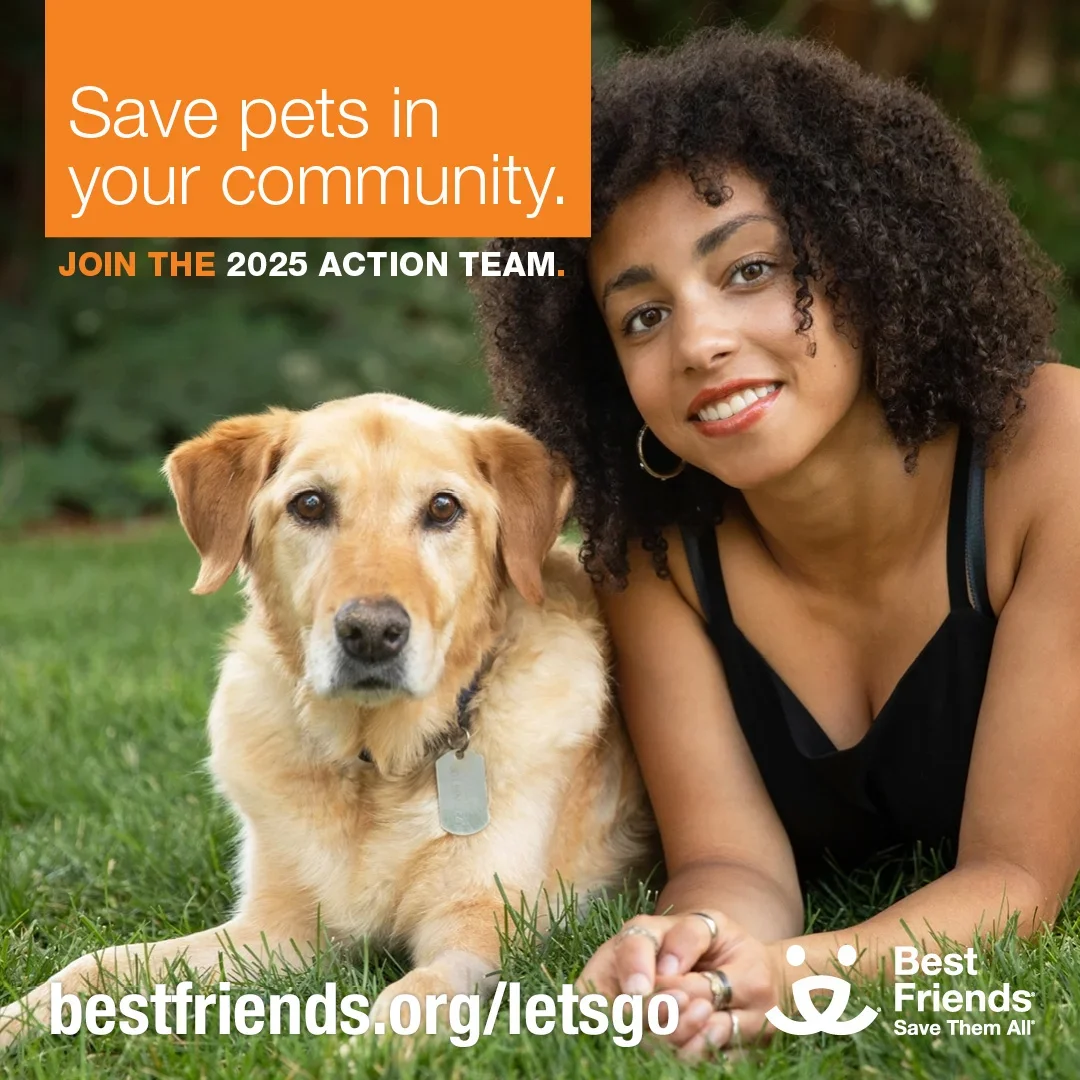 Save pets in
your community.
JOIN THE 2025 ACTION TEAM.
bestfriends.org/letsgo
Best
Friends
Save Them All